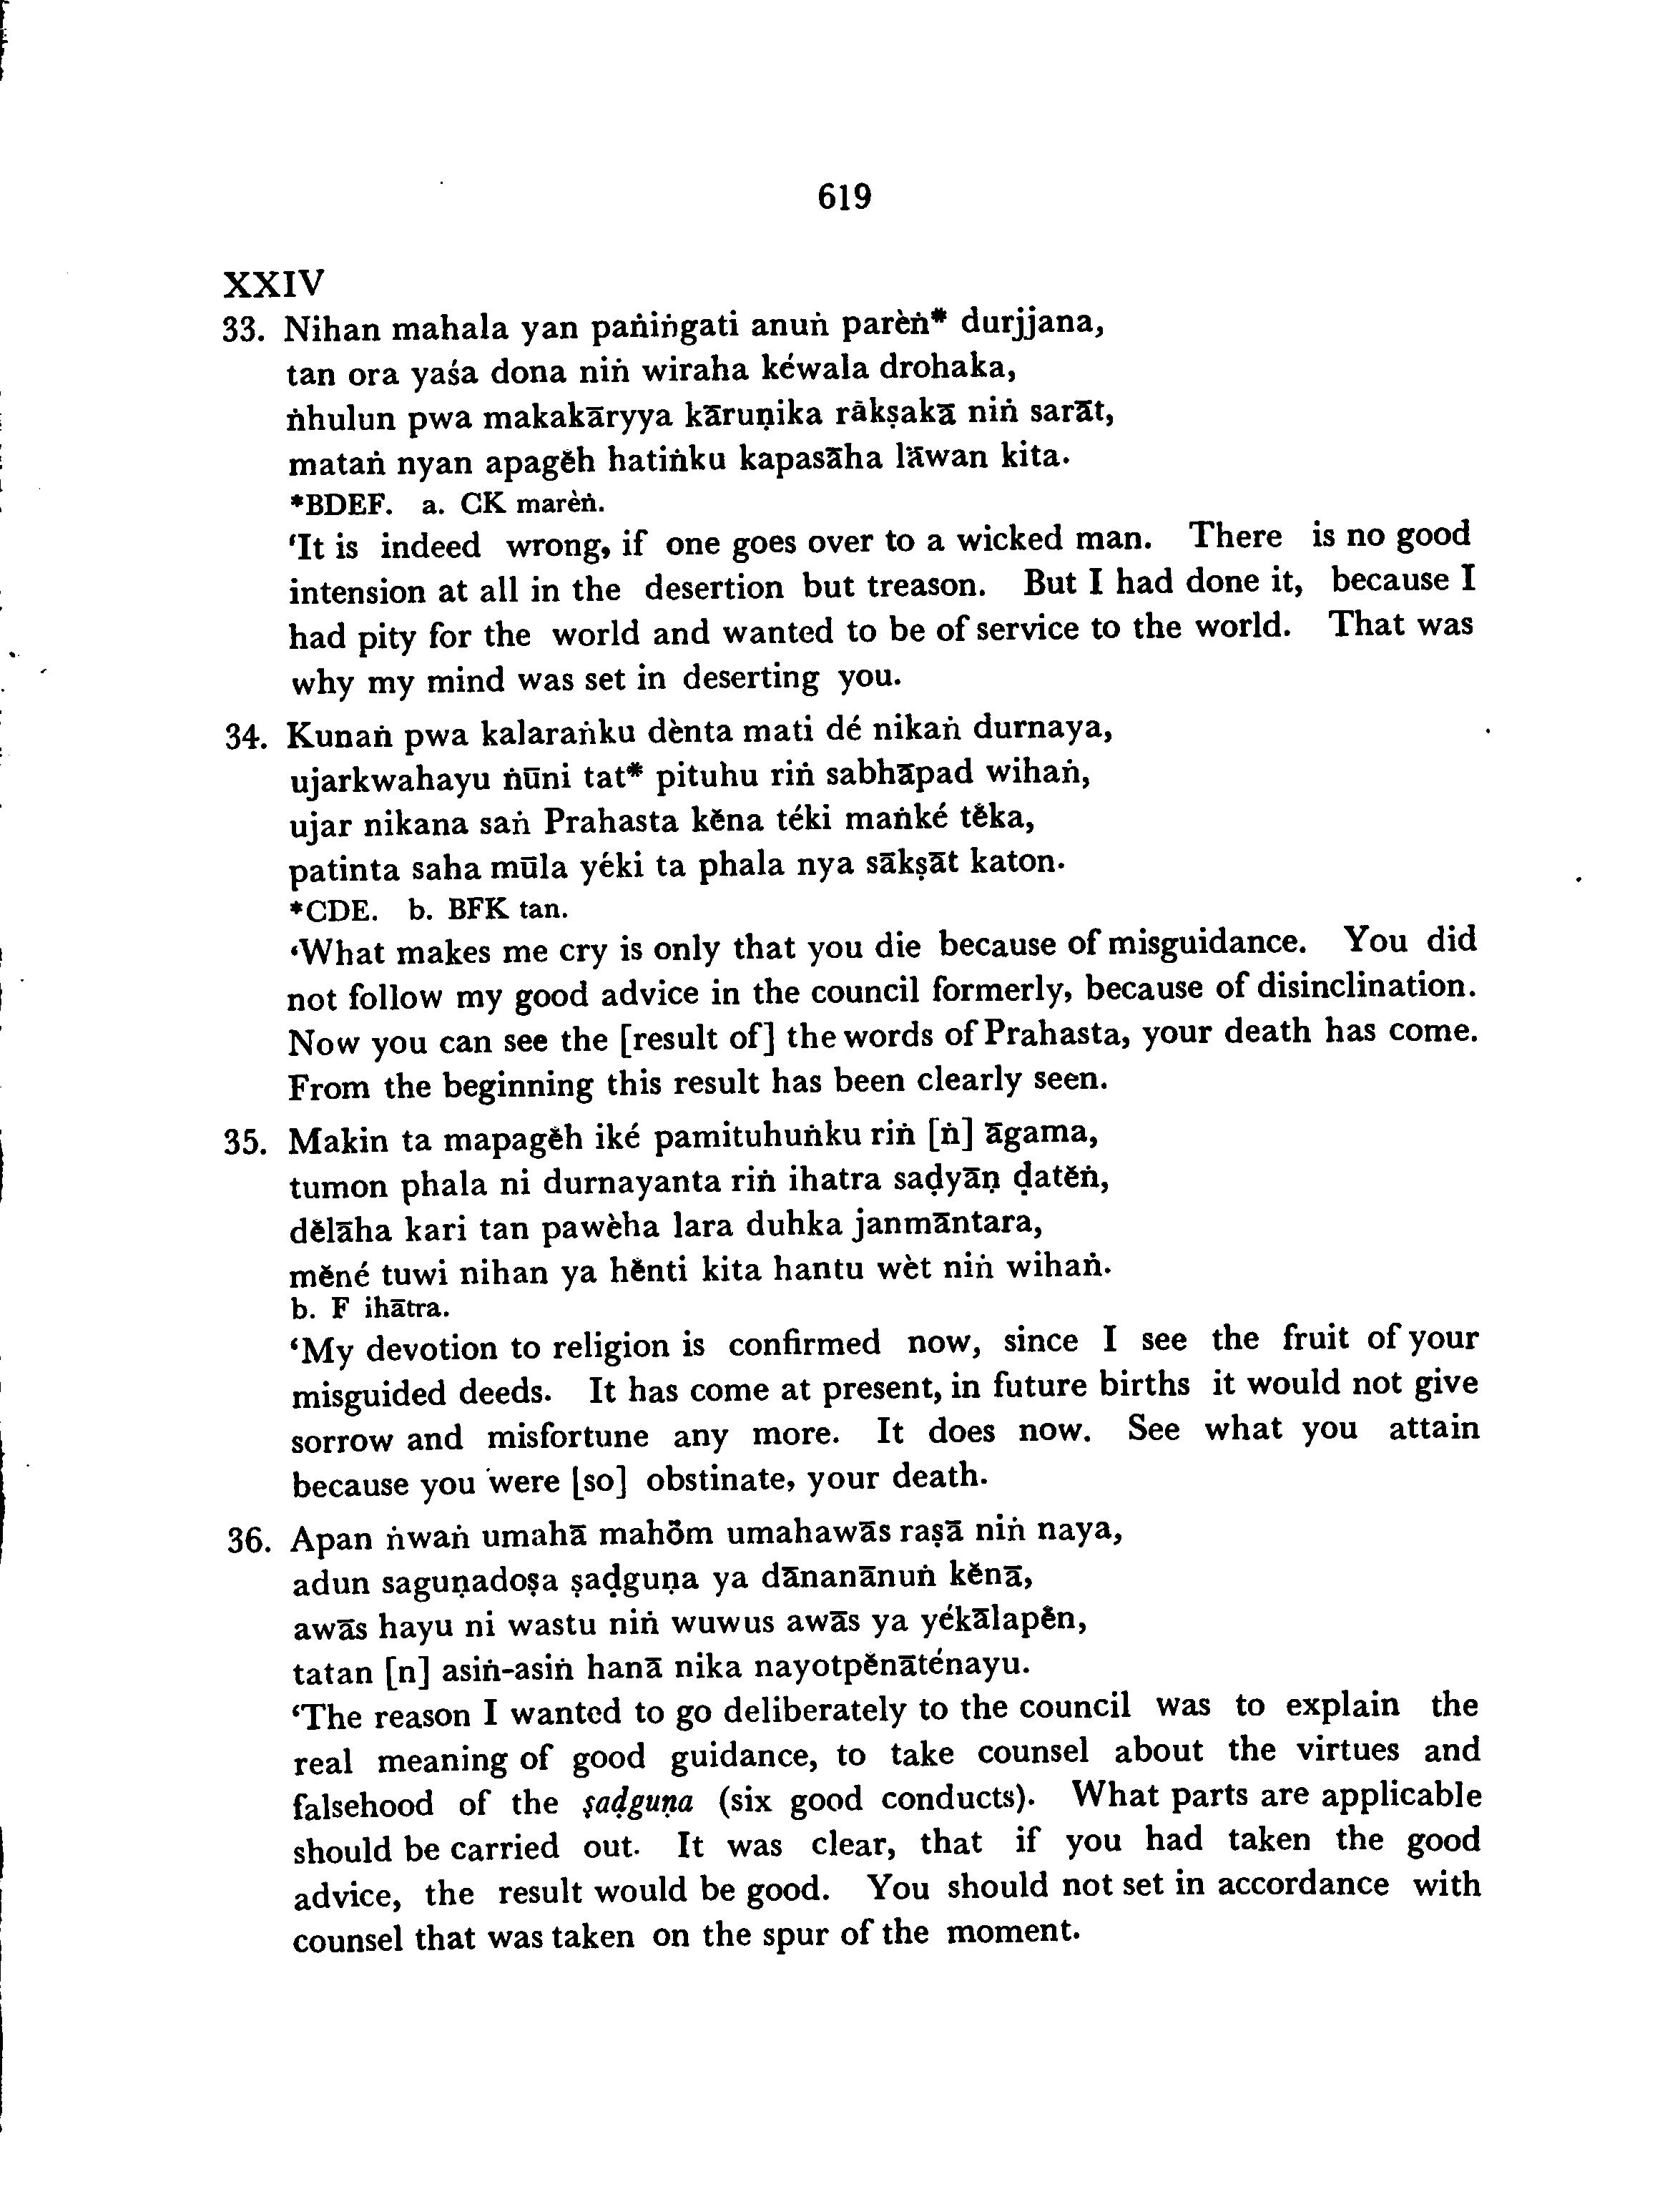 619
XXIV
33. Nihan mahala yan pañiṅgati anuṅ parèṅ* durjjana,
tan ora yaśa dona niṅ wiraha kéwala drohaka,
ṅhulun pwa makakāryya kāruṇika rākṣakā niṅ sarāt,
mataṅ nyan apagĕh hatiṅku kapasāha lāwan kita.
*BDEF. a. CK marèṅ.
‘It is indeed wrong, if one goes over to a wicked man. There is no good
intension at all in the desertion but treason. But I had done it, because I
had pity for the world and wanted to be of service to the world. That was
why my mind was set in deserting you.
34. Kunaṅ pwa kalaraṅku dènta mati dé nikaṅ durnaya,
ujarkwahayu ṅūni tat* pituhu riṅ sabhāpad wihaṅ,
ujar nikana saṅ Prahasta kĕna téki maṅké tĕka,
patinta saha mūla yéki ta phala nya sākṣāt katon.
*CDE. b. BFK tan.
‘What makes me cry is only that you die because of misguidance. You did
not follow my good advice in the council formerly, because of disinclination.
Now you can see the [result of] the words of Prahasta, your death has come.
From the beginning this result has been clearly seen.
35. Makin ta mapagĕh iké pamituhuṅku riṅ [ṅ] āgama,
tumon phala ni durnayanta riṅ ihatra saḍyāṇ ḍatĕṅ,
dĕlāha kari tan pawèha lara duhka janmāntara,
mĕné tuwi nihan ya hĕnti kita hantu wèt niṅ wihaṅ.
b. F ihātra.
‘My devotion to religion is confirmed now, since I see the fruit of your
misguided deeds. It has come at present, in future births it would not give
sorrow and misfortune any more. It does now. See what you attain
because you were [so] obstinate, your death.
36. Apan ṅwaṅ umahā mahöm umahawās raṣā niṅ naya,
adun saguṇadoṣa ṣaḍguṇa ya dānanānuṅ kĕnā,
awās hayu ni wastu niṅ wuwus awās ya yékālapĕn,
tatan [n] asiṅ-asiṅ hanā nika nayotpĕnāténayu.
‘The reason I wanted to go deliberately to the council was to explain the
real meaning of good guidance, to take counsel about the virtues and
falsehood of the ṣaḍguṇa (six good conducts). What parts are applicable
should be carried out. It was clear, that if you had taken the good
advice, the result would be good. You should not set in accordance with
counsel that was taken on the spur of the moment.